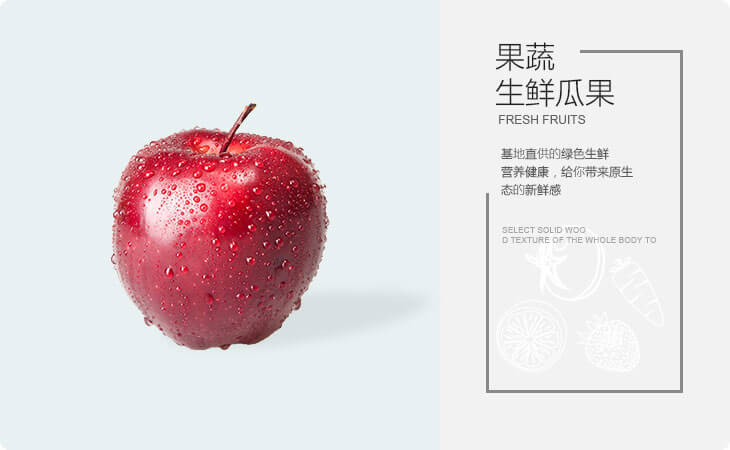 果蔬
生鲜瓜果
FRESH FRUITS
基地直供的绿色生鲜
营养健康，给你带来原生
态的新鲜感
SELECT SOLID WOO
D TEXTURE OF THE WHOLE BODY TO